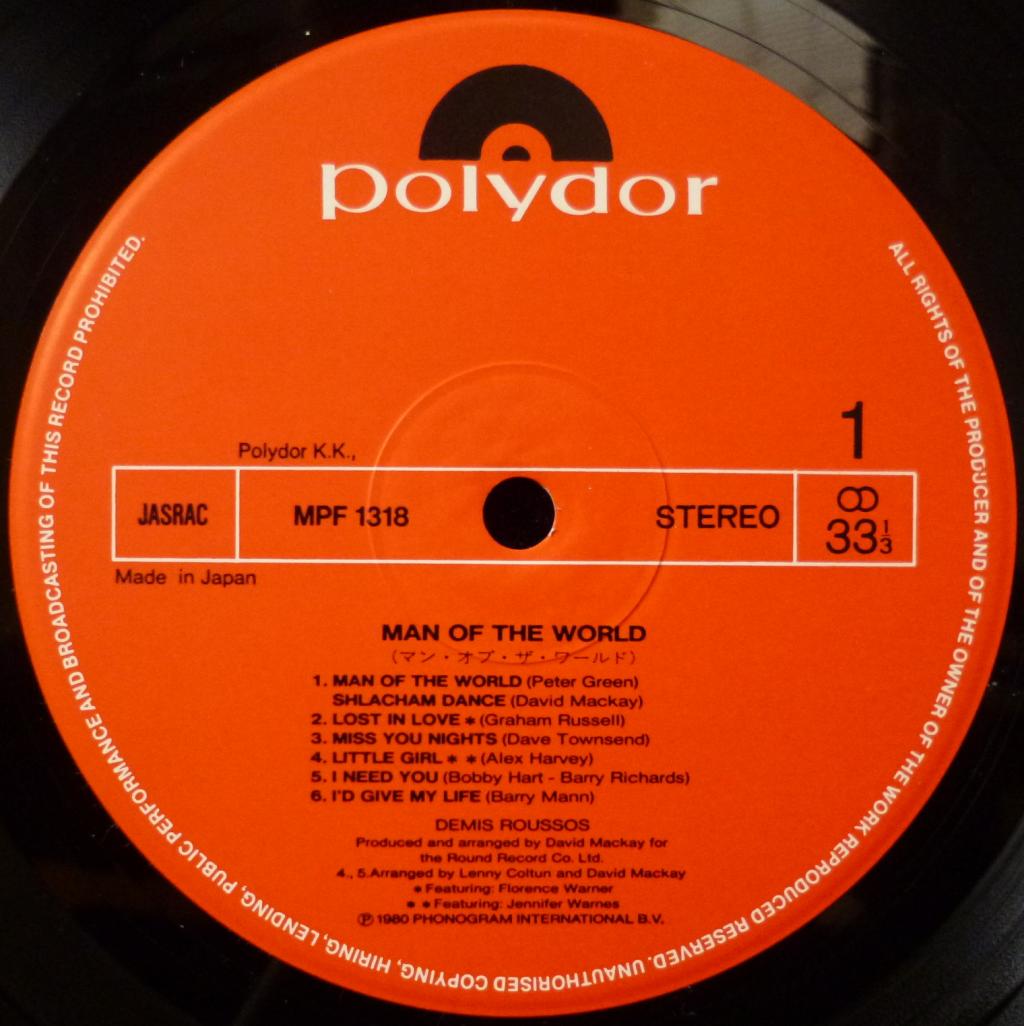 polydor
ALL RIGHTS OF THE PRODUCER AND OF THE OWNER OF THE WORK REPRODUCED RESERVED. UNAUTHORISED COPYING, HIRING, LENDING, PUBLIC PERFORMANCE AND BROADCASTING OF THIS RECORD PROHIBITED.
1
Polydor K.K.,
JASRAC MPF 1318 STEREO
33 1/3
Made in Japan
MAN OF THE WORLD
(マン・オブ・ザ・ワールド)
1. MAN OF THE WORLD (Peter Green)
SHLACHAM DANCE (David Mackay)
2. LOST IN LOVE * (Graham Russell)
3. MISS YOU NIGHTS (Dave Townsend)
4. LITTLE GIRL * * (Alex Harvey)
5. I NEED YOU (Bobby Hart - Barry Richards)
6. I'D GIVE MY LIFE (Barry Mann)
DEMIS ROUSSOS
Produced and arranged by David Mackay for
the Round Record Co. Ltd.
4., 5. Arranged by Lenny Coltun and David Mackay
* Featuring: Florence Warner
* * Featuring: Jennifer Warnes
℗ 1980 PHONOGRAM INTERNATIONAL B.V.